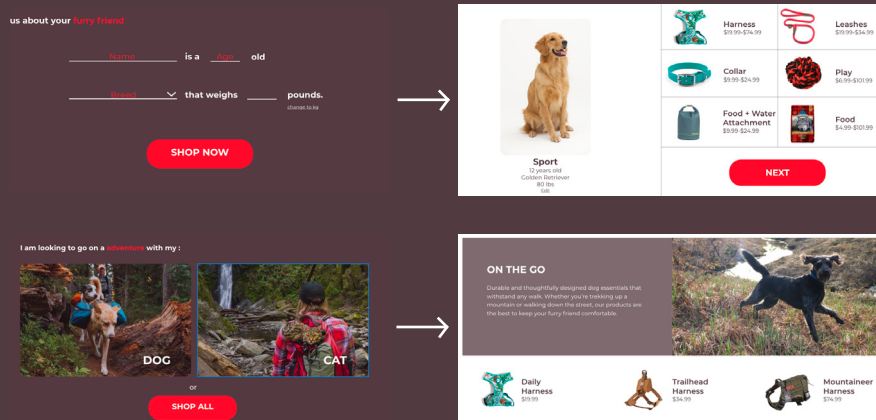 us about your furry friend
Name is a Age old
Breed that weighs pounds.
change to kg
SHOP NOW
Sport
12 years old
Golden Retriever
80 lbs
Edit
Harness
$19.99-$74.99
Leashes
$19.99-$34.99
Collar
$9.99-$24.99
Play
$6.99-$101.99
Food + Water
Attachment
$9.99-$24.99
Food
$4.99-$101.99
NEXT
I am looking to go on a adventure with my :
DOG
CAT
or
SHOP ALL
ON THE GO
Durable and thoughtfully designed dog essentials that
withstand any walk. Whether you're trekking up a
mountain or walking down the street, our products are
the best to keep your furry friend comfortable.
Daily
Harness
$19.99
Trailhead
Harness
$34.99
Mountaineer
Harness
$74.99